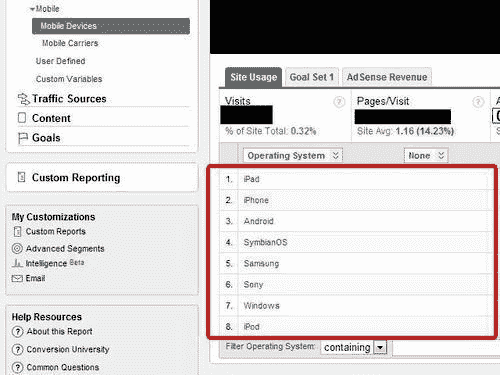 Mobile
Mobile Devices
Mobile Carriers
User Defined
Custom Variables
Traffic Sources
Content
Goals
Custom Reporting
My Customizations
Custom Reports
Advanced Segments
Intelligence Beta
Email
Help Resources
? About this Report
? Conversion University
? Common Questions
Site Usage Goal Set 1 AdSense Revenue
Visits ? Pages/Visit ?
% of Site Total: 0.32% Site Avg: 1.16 (14.23%)
Operating System None
1. iPad
2. iPhone
3. Android
4. SymbianOS
5. Samsung
6. Sony
7. Windows
8. iPod
Filter Operating System: containing